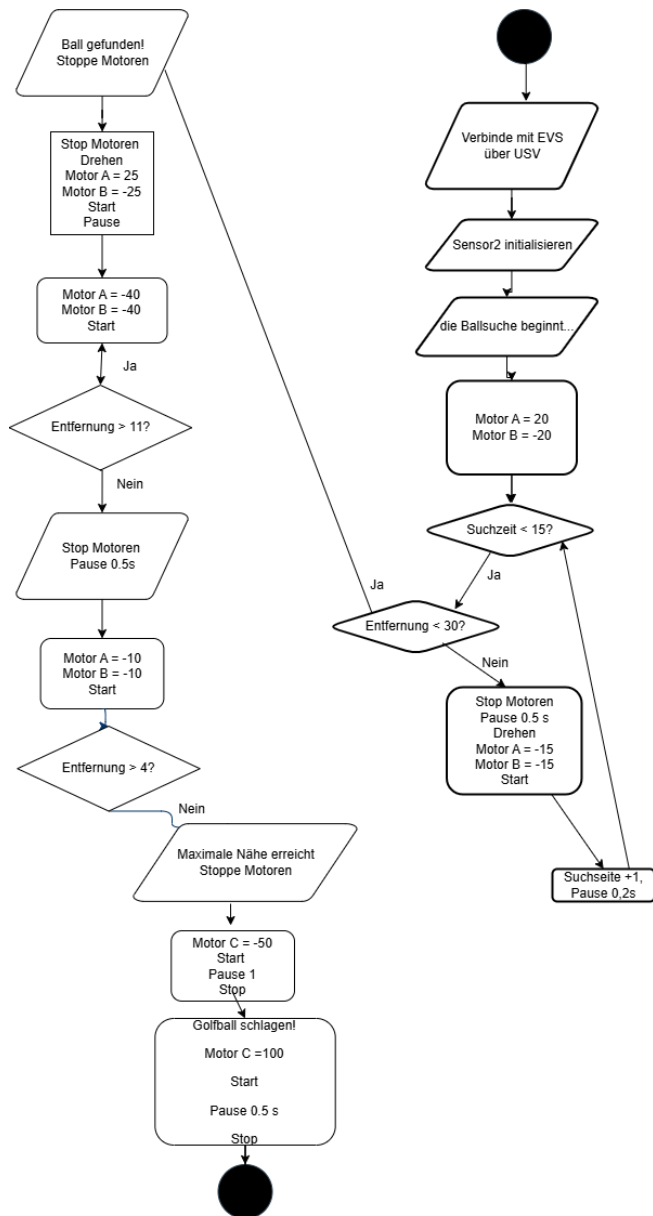 Ball gefunden!
Stoppe Motoren
Stop Motoren
Drehen
Motor A = 25
Motor B = -25
Start
Pause
Motor A = -40
Motor B = -40
Start
Ja
Entfernung > 11?
Nein
Stop Motoren
Pause 0.5s
Motor A = -10
Motor B = -10
Start
Entfernung > 4?
Nein
Maximale Nähe erreicht
Stoppe Motoren
Motor C = -50
Start
Pause 1
Stop
Golfball schlagen!
Motor C =100
Start
Pause 0.5 s
Stop
Verbinde mit EVS
über USV
Sensor2 initialisieren
die Ballsuche beginnt...
Motor A = 20
Motor B = -20
Suchzeit < 15?
Ja
Ja
Entfernung < 30?
Nein
Stop Motoren
Pause 0.5 s
Drehen
Motor A = -15
Motor B = -15
Start
Suchseite +1,
Pause 0,2s